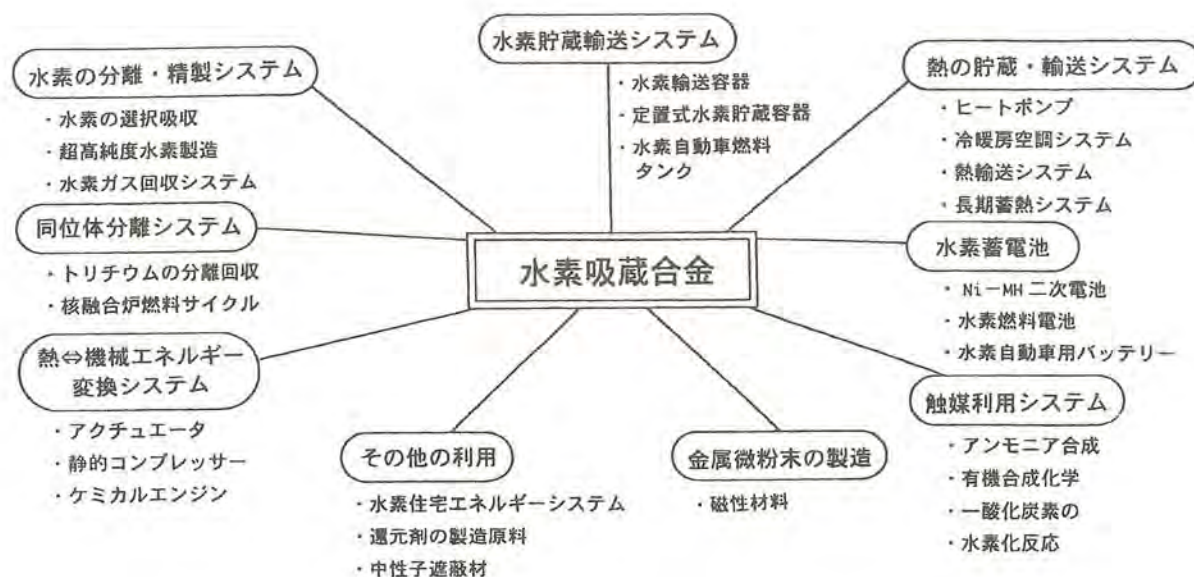 水素貯蔵輸送システム
・水素輸送容器
・定置式水素貯蔵容器
・水素自動車燃料
タンク
水素の分離・精製システム
・水素の選択吸収
・超高純度水素製造
・水素ガス回収システム
熱の貯蔵・輸送システム
・ヒートポンプ
・冷暖房空調システム
・熱輸送システム
・長期蓄熱システム
同位体分離システム
・トリチウムの分離回収
・核融合炉燃料サイクル
水素吸蔵合金
水素蓄電池
・Ni－MH 二次電池
・水素燃料電池
・水素自動車用バッテリー
熱⇔機械エネルギー
変換システム
・アクチュエータ
・静的コンプレッサー
・ケミカルエンジン
その他の利用
・水素住宅エネルギーシステム
・還元剤の製造原料
・中性子遮蔽材
金属微粉末の製造
・磁性材料
触媒利用システム
・アンモニア合成
・有機合成化学
・一酸化炭素の
・水素化反応